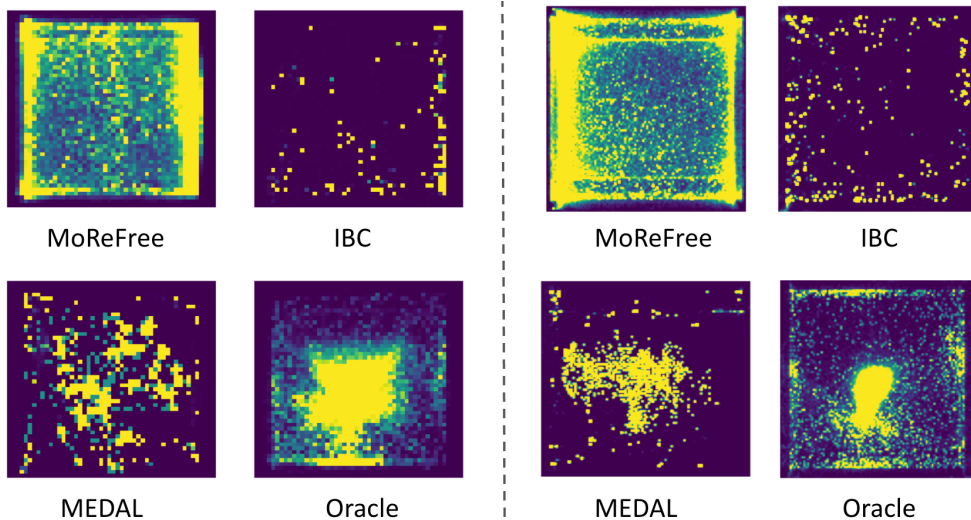 MoReFree
IBC
MEDAL
Oracle
MoReFree
IBC
MEDAL
Oracle